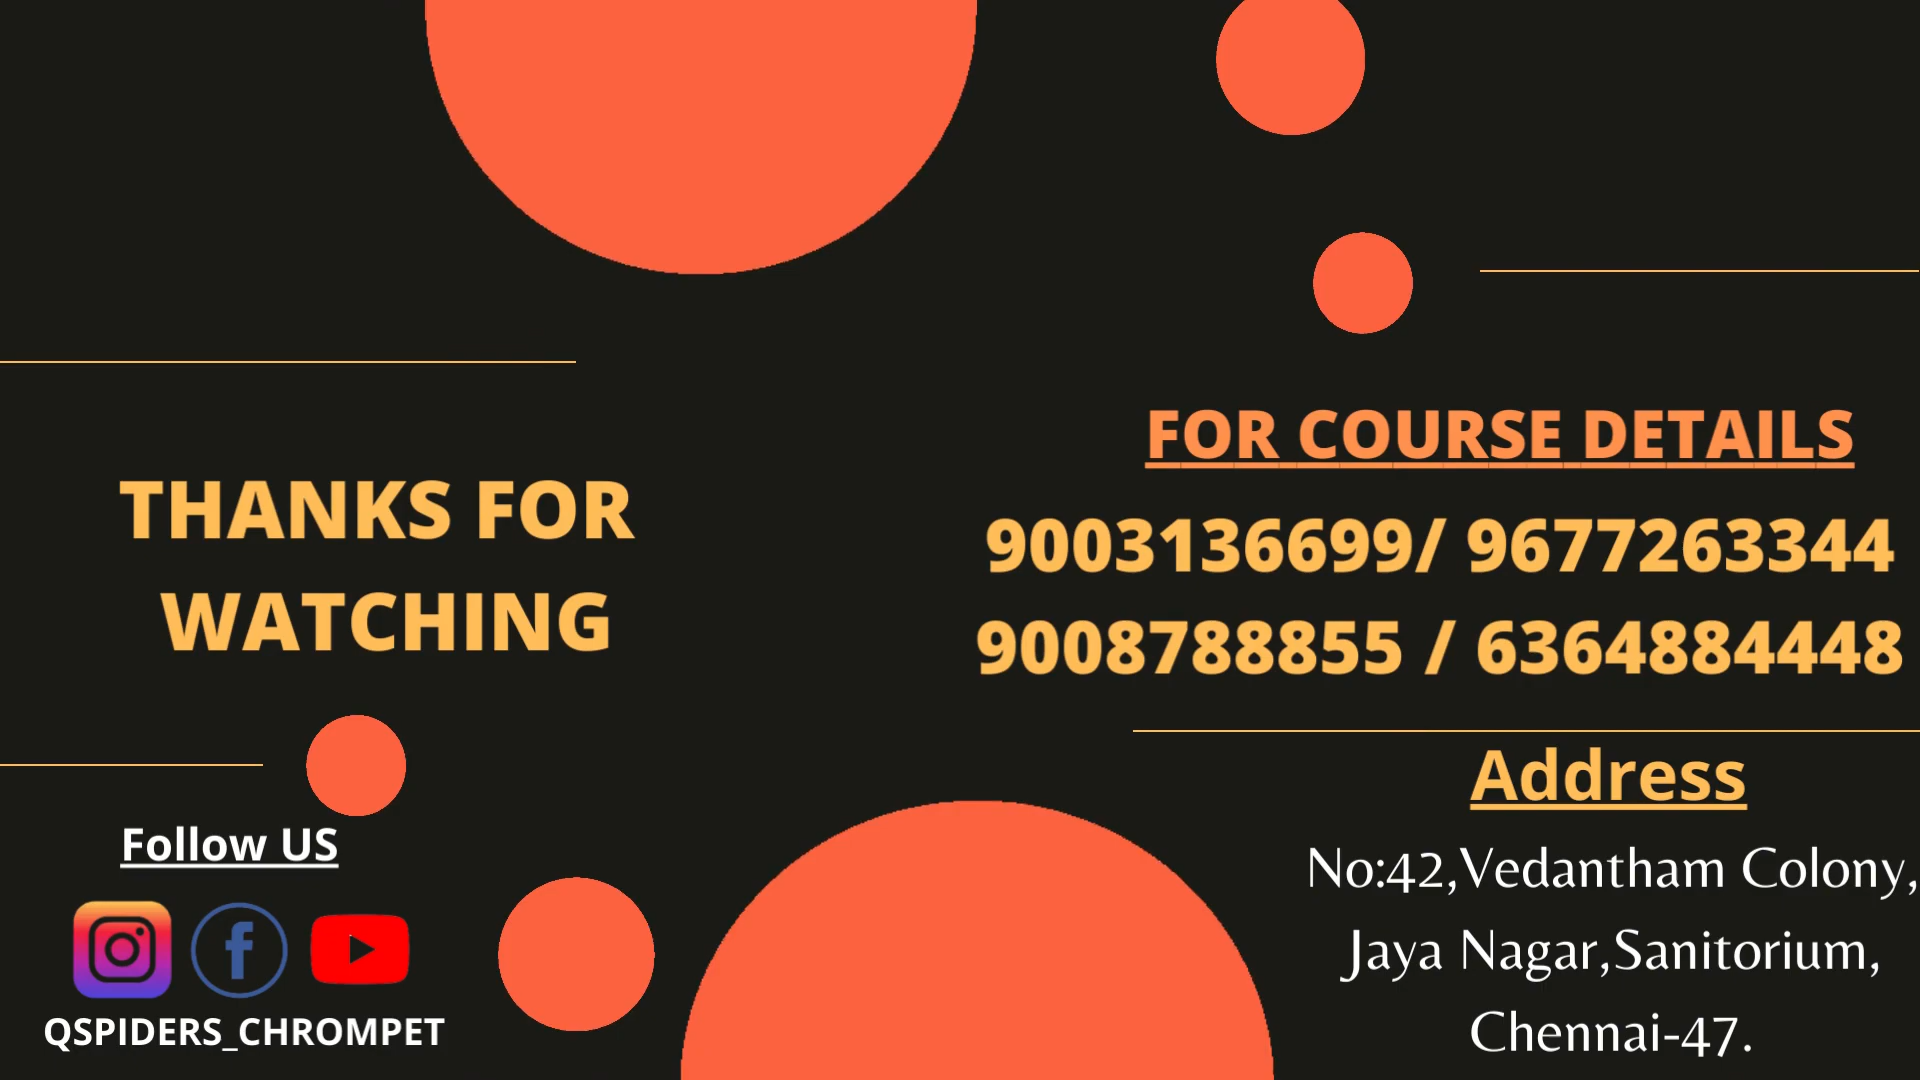 THANKS FOR
WATCHING
Follow US
QSPIDERS_CHROMPET
FOR COURSE DETAILS
9003136699/ 9677263344
9008788855 / 6364884448
Address
No:42,Vedantham Colony,
Jaya Nagar,Sanitorium,
Chennai-47.